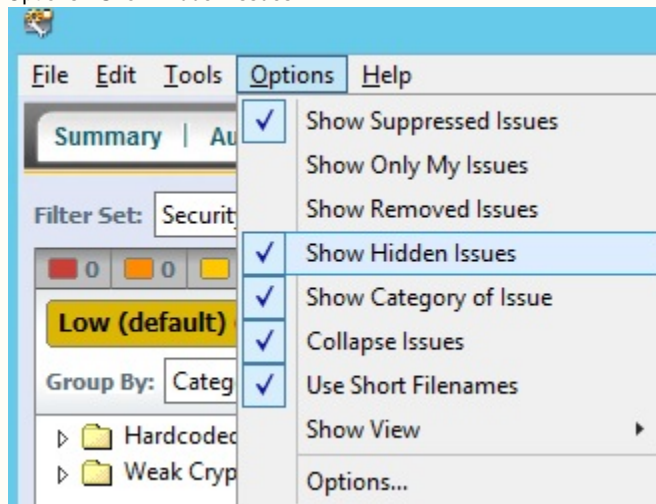 File Edit Tools Options Help
Summary | Au
Show Suppressed Issues
Show Only My Issues
Filter Set: Securit
Show Removed Issues
0 0
Show Hidden Issues
Low (default)
Show Category of Issue
Collapse Issues
Group By: Categ
Use Short Filenames
Hardcoded
Show View
Weak Cryp
Options...